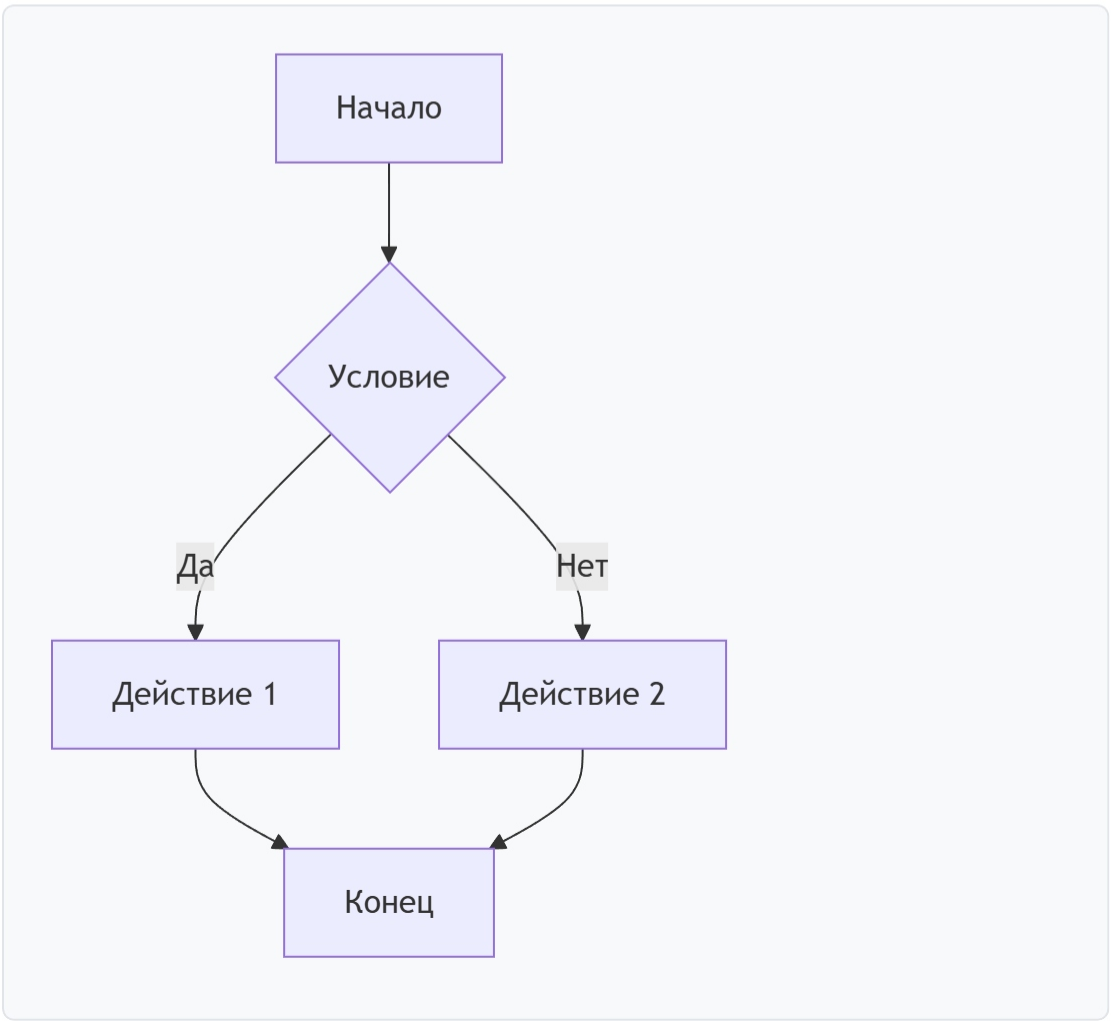 Начало
Условие
Да
Нет
Действие 1
Действие 2
Конец